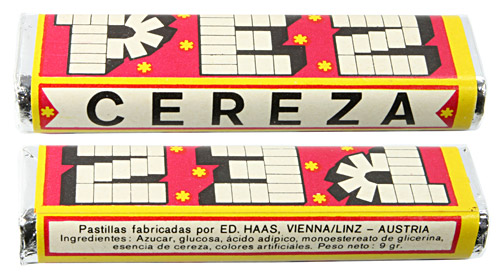 PEZ
CEREZA
PEZ
Pastillas fabricadas por ED. HAAS, VIENNA/LINZ – AUSTRIA
Ingredientes: Azucar, glucosa, ácido adipico, monoestereato de glicerina,
esencia de cereza, colores artificiales. Peso neto: 9 gr.